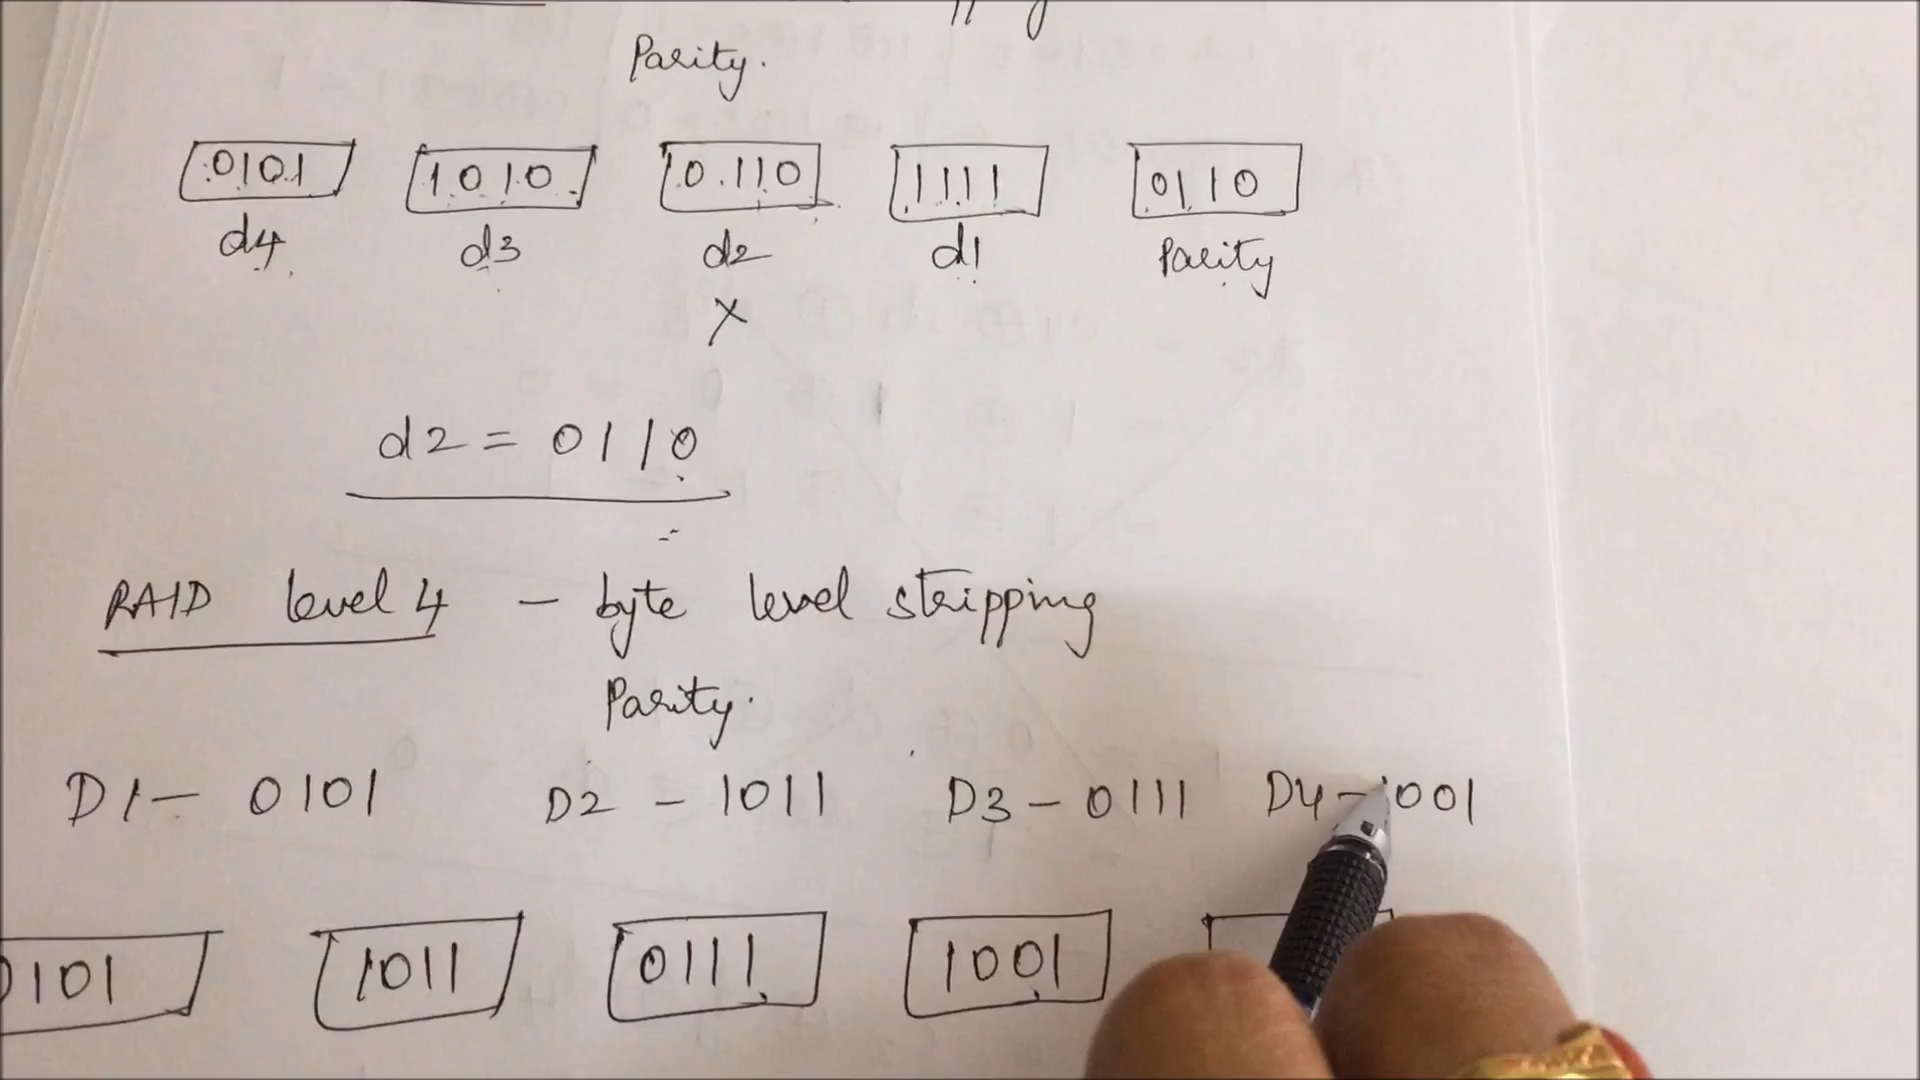 Parity.
0101 1010 0110 1111 0110
d4 d3 d2 d1 Parity
X
d2 = 0110
RAID level 4 - byte level stripping
Parity.
D1 - 0101 D2 - 1011 D3 - 0111 D4 - 1001
0101 1011 0111 1001